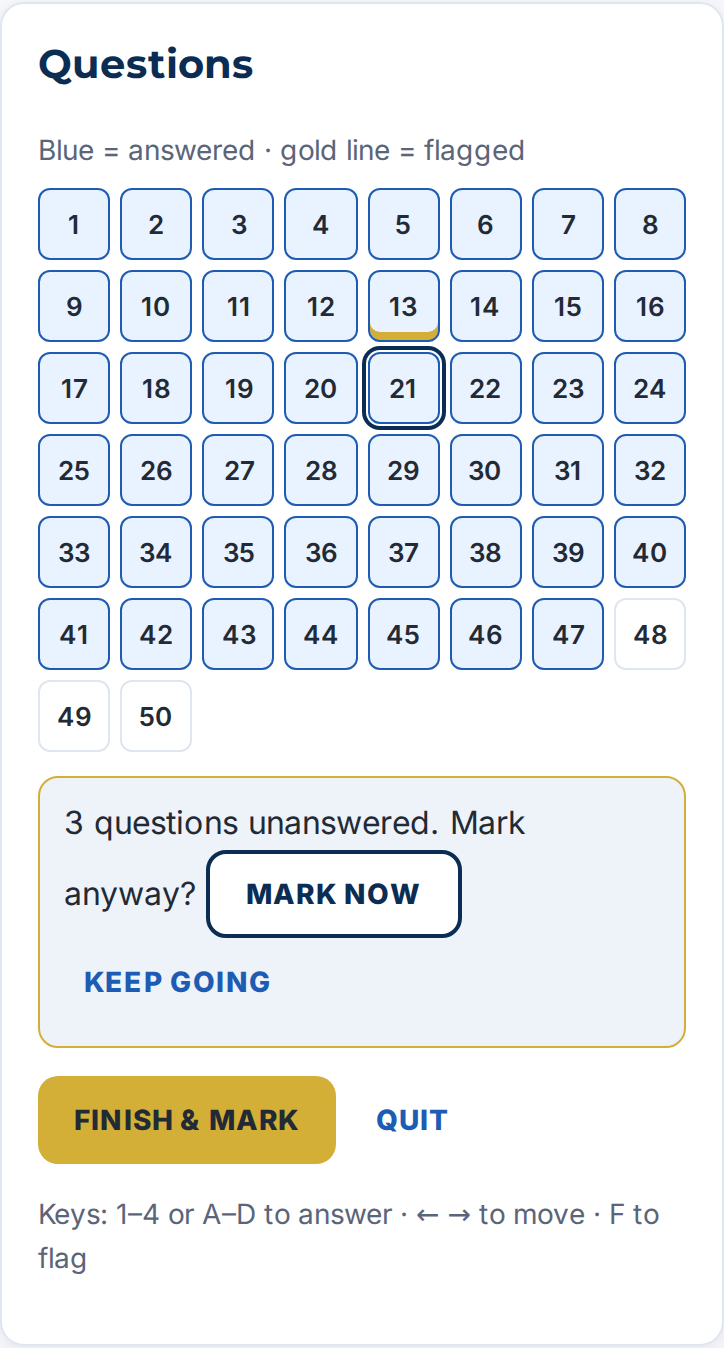 Questions
Blue = answered · gold line = flagged
1 2 3 4 5 6 7 8
9 10 11 12 13 14 15 16
17 18 19 20 21 22 23 24
25 26 27 28 29 30 31 32
33 34 35 36 37 38 39 40
41 42 43 44 45 46 47 48
49 50
3 questions unanswered. Mark
anyway? MARK NOW
KEEP GOING
FINISH & MARK QUIT
Keys: 1–4 or A–D to answer · ← → to move · F to
flag